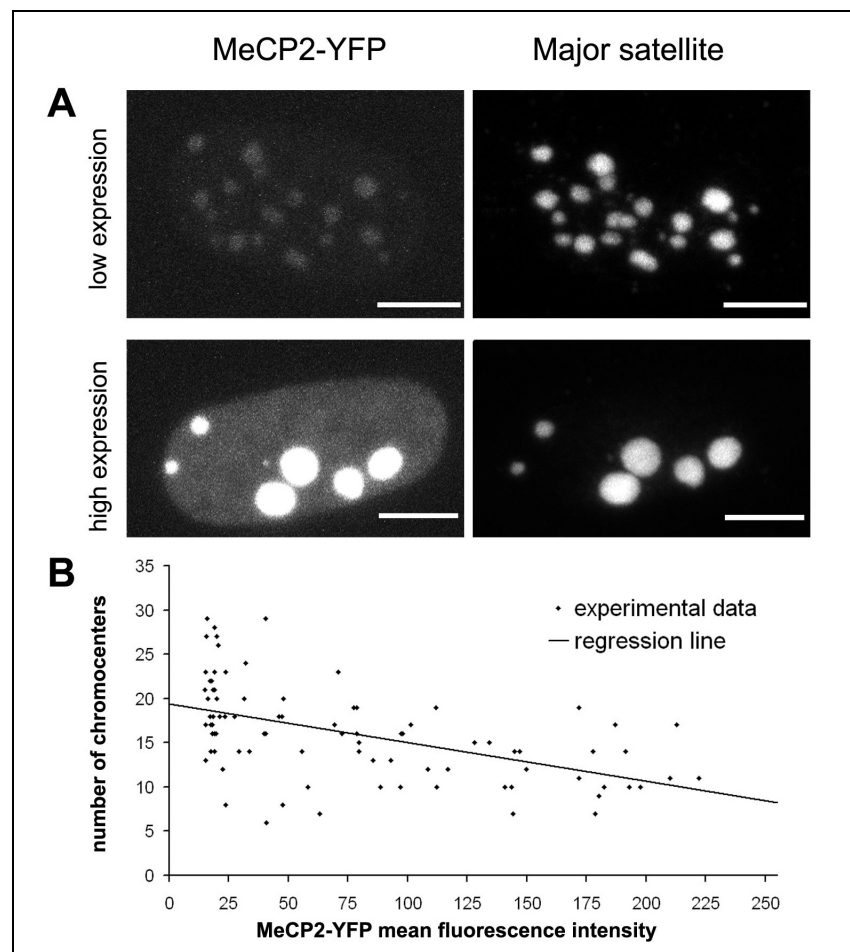 MeCP2-YFP Major satellite
A
low expression
high expression
B
35
30
25
20
15
10
5
0
number of chromocenters
experimental data
regression line
0 25 50 75 100 125 150 175 200 225 250
MeCP2-YFP mean fluorescence intensity